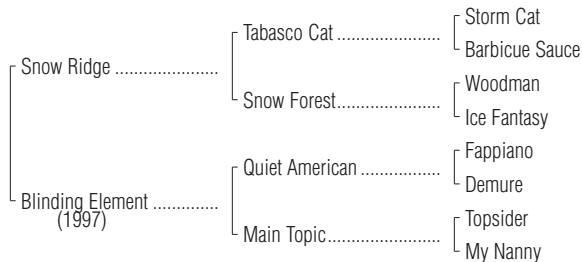 Storm Cat
Tabasco Cat ....................
Barbicue Sauce
Snow Ridge ....................
Woodman
Snow Forest....................
Ice Fantasy
Fappiano
Quiet American ................
Demure
Blinding Element .............
(1997)
Topsider
Main Topic......................
My Nanny